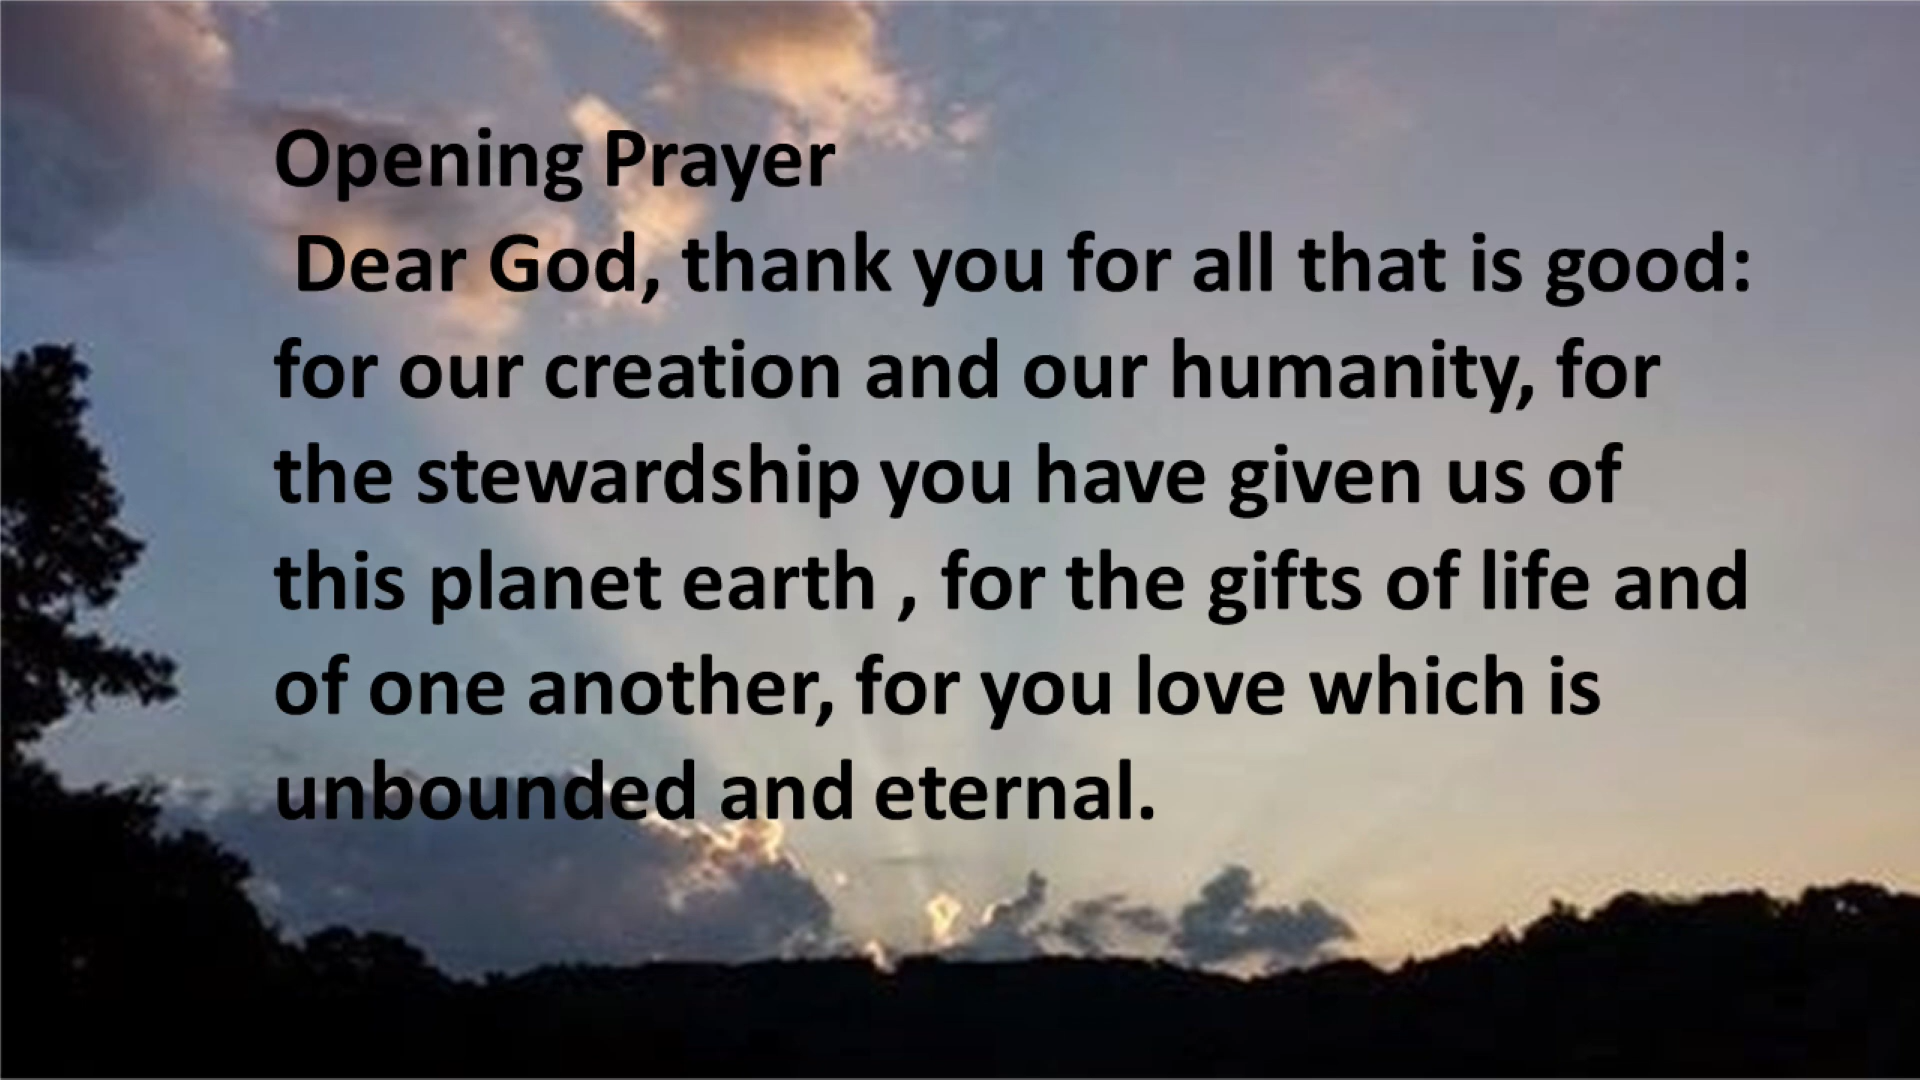 Opening Prayer
Dear God, thank you for all that is good:
for our creation and our humanity, for
the stewardship you have given us of
this planet earth , for the gifts of life and
of one another, for you love which is
unbounded and eternal.